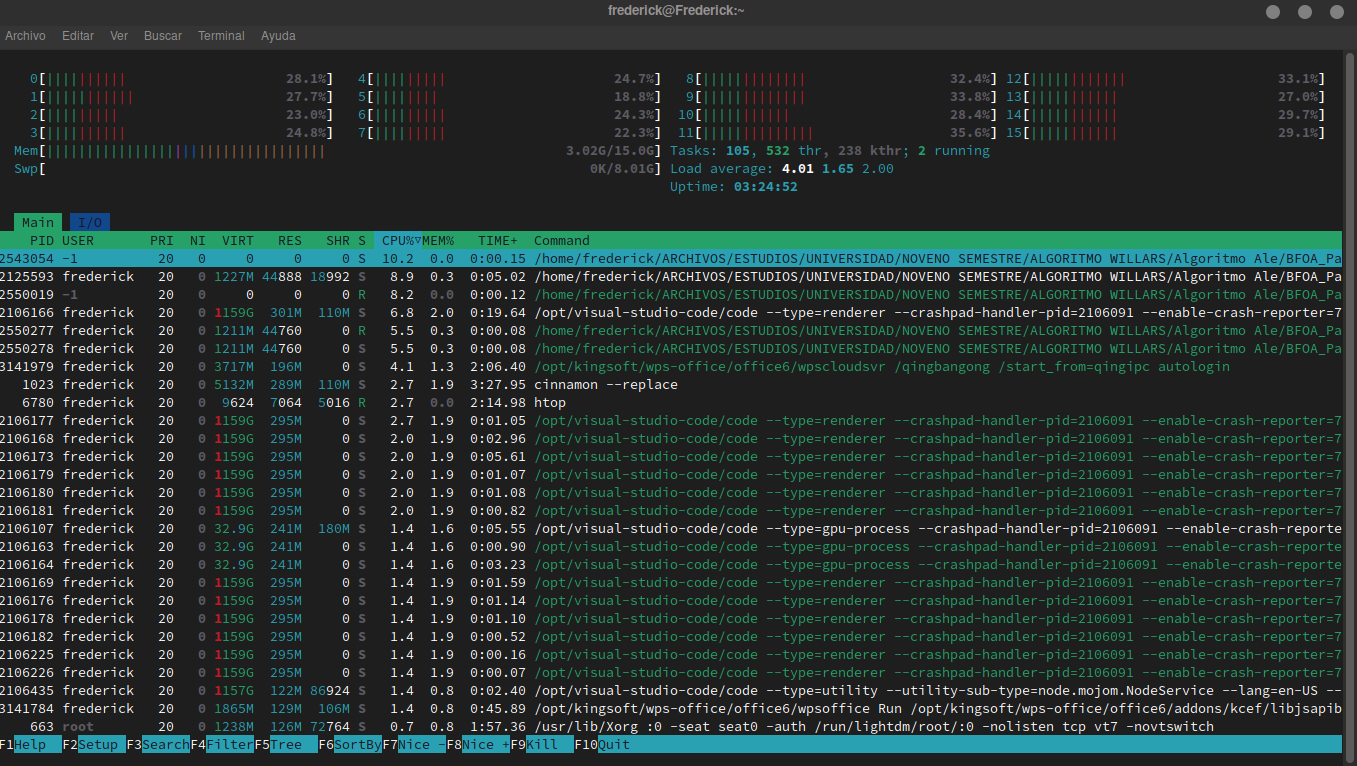 frederick@Frederick:~
Archivo Editar Ver Buscar Terminal Ayuda
0[||||||||||| 28.1%] 4[|||||||||| 24.7%] 8[||||||||||||| 32.4%] 12[||||||||||||| 33.1%]
1[|||||||||||| 27.7%] 5[||||||||| 18.8%] 9[||||||||||||| 33.8%] 13[||||||||||||| 27.0%]
2[|||||||||| 23.0%] 6[|||||||||| 24.3%] 10[||||||||||| 28.4%] 14[|||||||||||| 29.7%]
3[||||||||||| 24.8%] 7[|||||||||| 22.3%] 11[|||||||||||||| 35.6%] 15[|||||||||||| 29.1%]
Mem[|||||||||||||||||||||||||||||||||||| 3.02G/15.0G] Tasks: 105, 532 thr, 238 kthr; 2 running
Swp[ 0K/8.01G] Load average: 4.01 1.65 2.00
Uptime: 03:24:52
Main I/O
PID USER PRI NI VIRT RES SHR S CPU%▽MEM% TIME+ Command
2543054 -1 20 0 0 0 0 S 10.2 0.0 0:00.15 /home/frederick/ARCHIVOS/ESTUDIOS/UNIVERSIDAD/NOVENO SEMESTRE/ALGORITMO WILLARS/Algoritmo Ale/BFOA_Pa
2125593 frederick 20 0 1227M 44888 18992 S 8.9 0.3 0:05.02 /home/frederick/ARCHIVOS/ESTUDIOS/UNIVERSIDAD/NOVENO SEMESTRE/ALGORITMO WILLARS/Algoritmo Ale/BFOA_Pa
2550019 -1 20 0 0 0 0 R 8.2 0.0 0:00.12 /home/frederick/ARCHIVOS/ESTUDIOS/UNIVERSIDAD/NOVENO SEMESTRE/ALGORITMO WILLARS/Algoritmo Ale/BFOA_Pa
2106166 frederick 20 0 1159G 301M 110M S 6.8 2.0 0:19.64 /opt/visual-studio-code/code --type=renderer --crashpad-handler-pid=2106091 --enable-crash-reporter=7
2550277 frederick 20 0 1211M 44760 0 R 5.5 0.3 0:00.08 /home/frederick/ARCHIVOS/ESTUDIOS/UNIVERSIDAD/NOVENO SEMESTRE/ALGORITMO WILLARS/Algoritmo Ale/BFOA_Pa
2550278 frederick 20 0 1211M 44760 0 S 5.5 0.3 0:00.08 /home/frederick/ARCHIVOS/ESTUDIOS/UNIVERSIDAD/NOVENO SEMESTRE/ALGORITMO WILLARS/Algoritmo Ale/BFOA_Pa
3141979 frederick 20 0 3717M 196M 0 S 4.1 1.3 2:06.40 /opt/kingsoft/wps-office/office6/wpscloudsvr /qingbangong /start_from=qingipc autologin
1023 frederick 20 0 5132M 289M 110M S 2.7 1.9 3:27.95 cinnamon --replace
6780 frederick 20 0 9624 7064 5016 R 2.7 0.0 2:14.98 htop
2106177 frederick 20 0 1159G 295M 0 S 2.7 1.9 0:01.05 /opt/visual-studio-code/code --type=renderer --crashpad-handler-pid=2106091 --enable-crash-reporter=7
2106168 frederick 20 0 1159G 295M 0 S 2.0 1.9 0:02.96 /opt/visual-studio-code/code --type=renderer --crashpad-handler-pid=2106091 --enable-crash-reporter=7
2106173 frederick 20 0 1159G 295M 0 S 2.0 1.9 0:05.61 /opt/visual-studio-code/code --type=renderer --crashpad-handler-pid=2106091 --enable-crash-reporter=7
2106179 frederick 20 0 1159G 295M 0 S 2.0 1.9 0:01.07 /opt/visual-studio-code/code --type=renderer --crashpad-handler-pid=2106091 --enable-crash-reporter=7
2106180 frederick 20 0 1159G 295M 0 S 2.0 1.9 0:01.08 /opt/visual-studio-code/code --type=renderer --crashpad-handler-pid=2106091 --enable-crash-reporter=7
2106181 frederick 20 0 1159G 295M 0 S 2.0 1.9 0:00.82 /opt/visual-studio-code/code --type=renderer --crashpad-handler-pid=2106091 --enable-crash-reporter=7
2106107 frederick 20 0 32.9G 241M 180M S 1.4 1.6 0:05.55 /opt/visual-studio-code/code --type=gpu-process --crashpad-handler-pid=2106091 --enable-crash-reporte
2106163 frederick 20 0 32.9G 241M 0 S 1.4 1.6 0:00.90 /opt/visual-studio-code/code --type=gpu-process --crashpad-handler-pid=2106091 --enable-crash-reporte
2106164 frederick 20 0 32.9G 241M 0 S 1.4 1.6 0:03.23 /opt/visual-studio-code/code --type=gpu-process --crashpad-handler-pid=2106091 --enable-crash-reporte
2106169 frederick 20 0 1159G 295M 0 S 1.4 1.9 0:01.59 /opt/visual-studio-code/code --type=renderer --crashpad-handler-pid=2106091 --enable-crash-reporter=7
2106176 frederick 20 0 1159G 295M 0 S 1.4 1.9 0:01.14 /opt/visual-studio-code/code --type=renderer --crashpad-handler-pid=2106091 --enable-crash-reporter=7
2106178 frederick 20 0 1159G 295M 0 S 1.4 1.9 0:01.10 /opt/visual-studio-code/code --type=renderer --crashpad-handler-pid=2106091 --enable-crash-reporter=7
2106182 frederick 20 0 1159G 295M 0 S 1.4 1.9 0:00.52 /opt/visual-studio-code/code --type=renderer --crashpad-handler-pid=2106091 --enable-crash-reporter=7
2106225 frederick 20 0 1159G 295M 0 S 1.4 1.9 0:00.16 /opt/visual-studio-code/code --type=renderer --crashpad-handler-pid=2106091 --enable-crash-reporter=7
2106226 frederick 20 0 1159G 295M 0 S 1.4 1.9 0:00.07 /opt/visual-studio-code/code --type=renderer --crashpad-handler-pid=2106091 --enable-crash-reporter=7
2106435 frederick 20 0 1157G 122M 86924 S 1.4 0.8 0:02.40 /opt/visual-studio-code/code --type=utility --utility-sub-type=node.mojom.NodeService --lang=en-US --
3141784 frederick 20 0 1865M 129M 106M S 1.4 0.8 0:45.89 /opt/kingsoft/wps-office/office6/wpsoffice Run /opt/kingsoft/wps-office/office6/addons/kcef/libjsapib
663 root 20 0 1238M 126M 72764 S 0.7 0.8 1:57.36 /usr/lib/Xorg :0 -seat seat0 -auth /run/lightdm/root/:0 -nolisten tcp vt7 -novtswitch
F1Help F2Setup F3SearchF4FilterF5Tree F6SortByF7Nice -F8Nice +F9Kill F10Quit